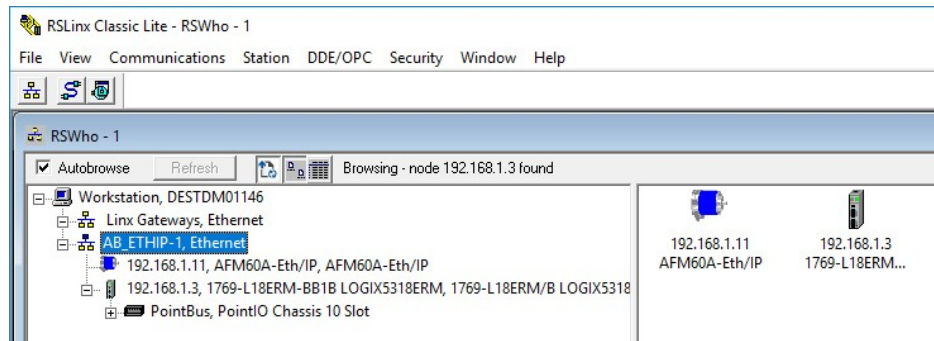 RSLinx Classic Lite - RSWho - 1
File View Communications Station DDE/OPC Security Window Help
RSWho - 1
Autobrowse Refresh Browsing - node 192.168.1.3 found
Workstation, DESTDM01146
Linx Gateways, Ethernet
AB_ETHIP-1, Ethernet
192.168.1.11, AFM60A-Eth/IP, AFM60A-Eth/IP
192.168.1.3, 1769-L18ERM-BB1B LOGIX5318ERM, 1769-L18ERM/B LOGIX5318
PointBus, PointIO Chassis 10 Slot
192.168.1.11
AFM60A-Eth/IP
192.168.1.3
1769-L18ERM...